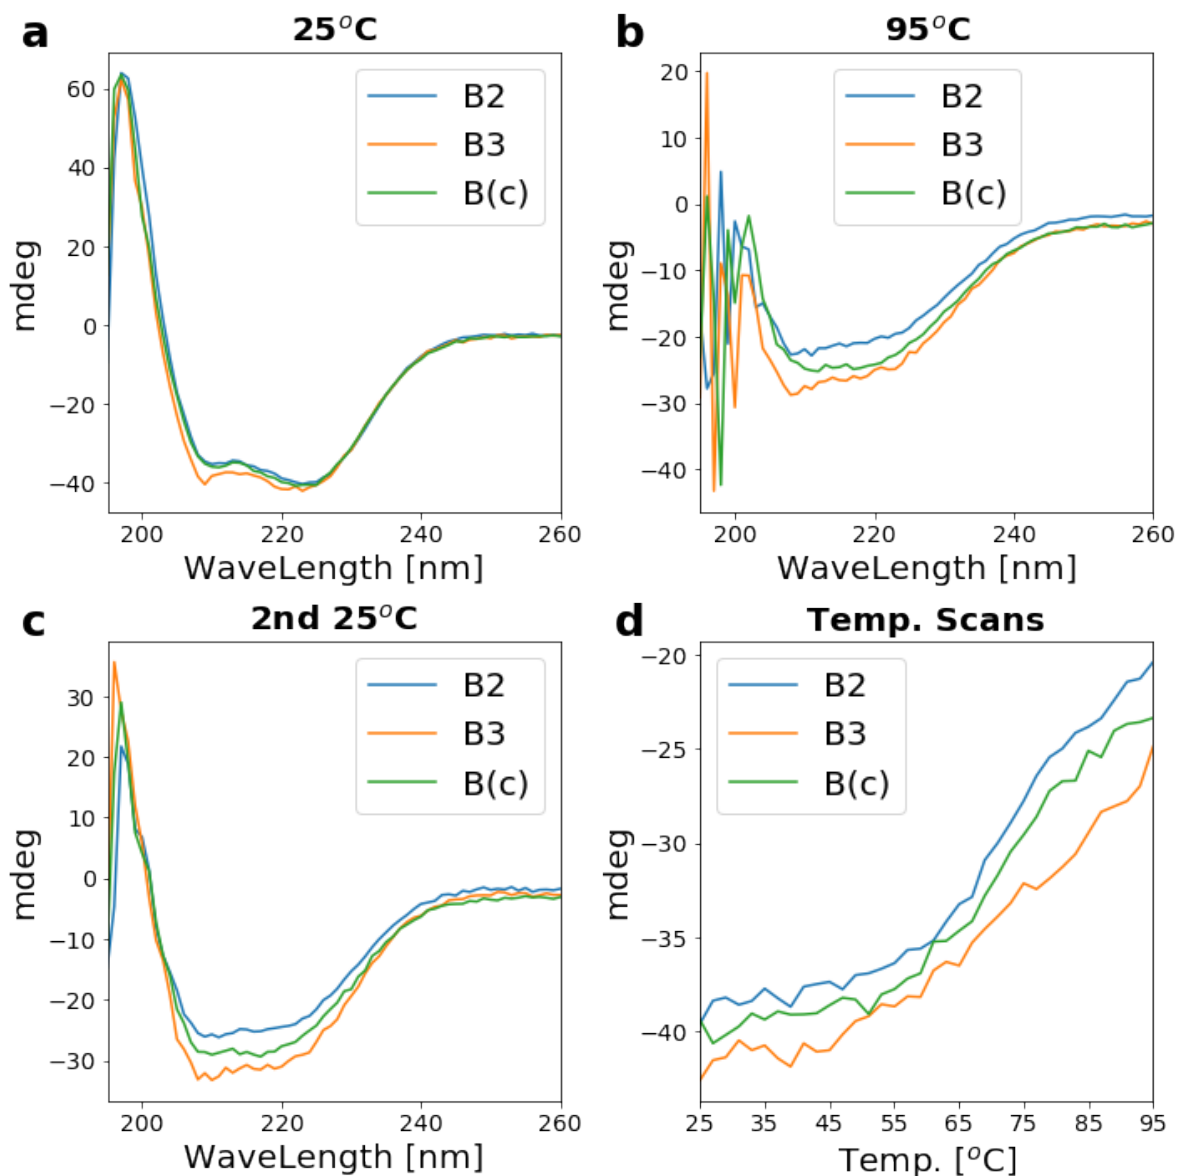 a
25°C
60
40
20
0
−20
−40
mdeg
B2
B3
B(c)
200
220
240
260
WaveLength [nm]
b
95°C
20
10
0
−10
−20
−30
−40
mdeg
B2
B3
B(c)
200
220
240
260
WaveLength [nm]
c
2nd 25°C
30
20
10
0
−10
−20
−30
mdeg
B2
B3
B(c)
200
220
240
260
WaveLength [nm]
d
Temp. Scans
−20
−25
−30
−35
−40
mdeg
B2
B3
B(c)
25 35 45 55 65 75 85 95
Temp. [°C]